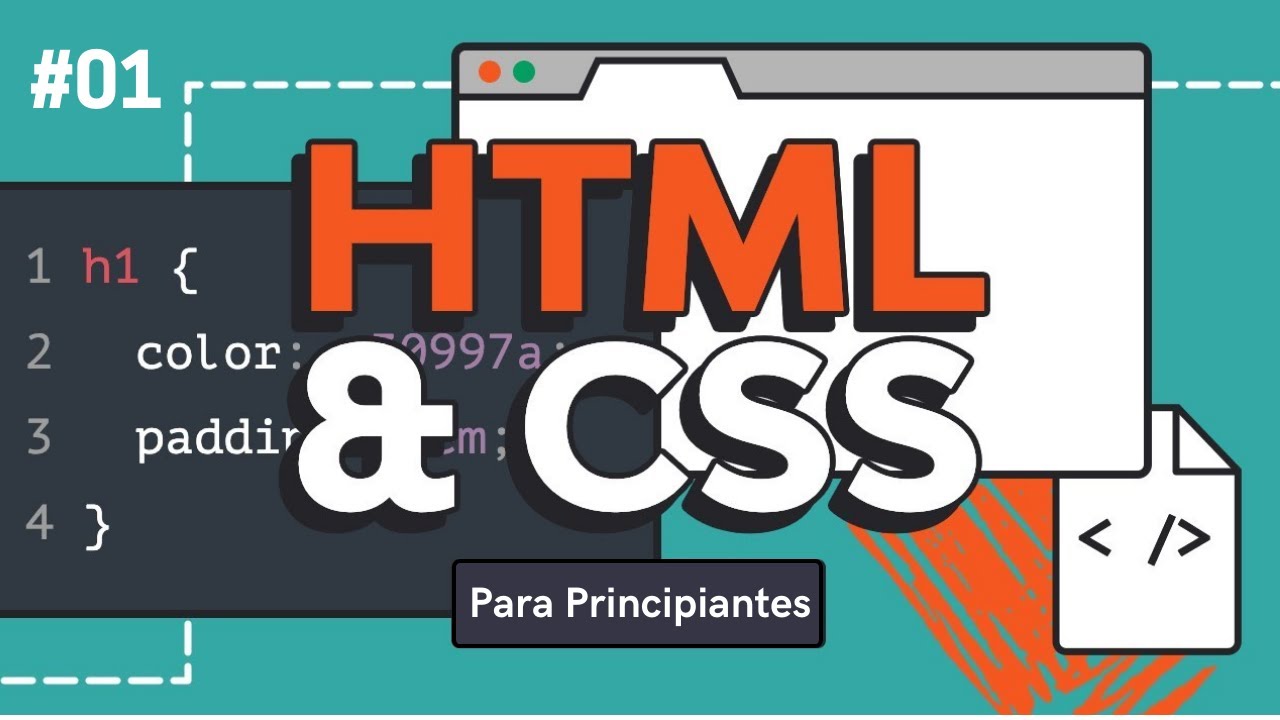 #01
HTML
& CSS
1 h1 {
2 color:
3
4 }
Para Principiantes
< />